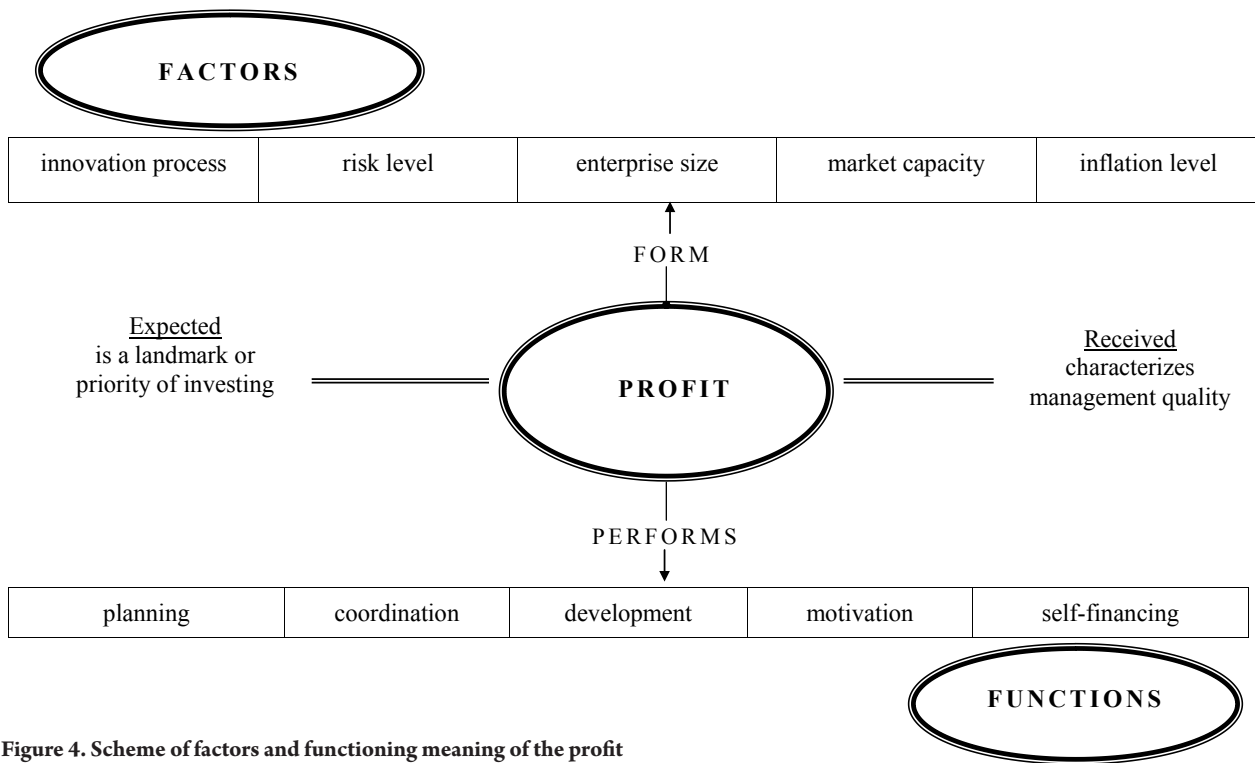 FACTORS
innovation process
risk level
enterprise size
market capacity
inflation level
FORM
Expected
is a landmark or
priority of investing
PROFIT
Received
characterizes
management quality
PERFORMS
planning
coordination
development
motivation
self-financing
FUNCTIONS
Figure 4. Scheme of factors and functioning meaning of the profit